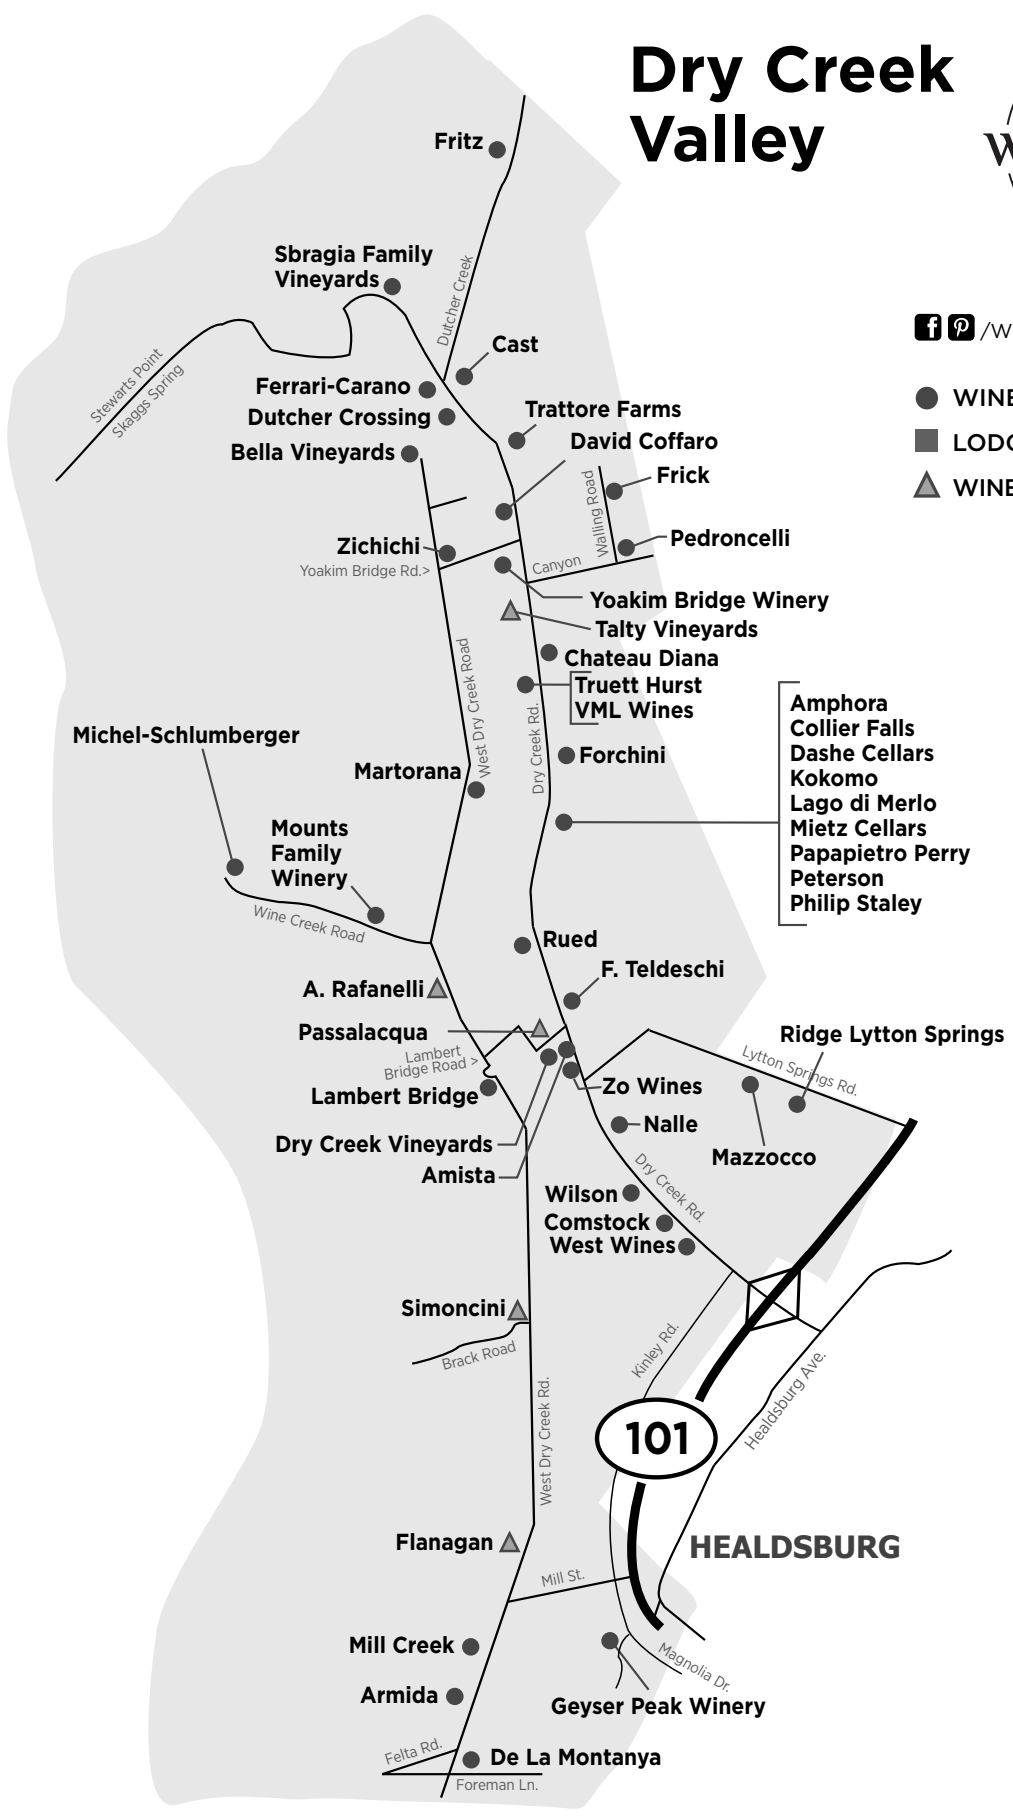 Dry Creek
Valley
W
Fritz
Sbragia Family
Vineyards
Dutcher Creek
/W
Cast
Stewarts Point
Skaggs Spring
Ferrari-Carano
Dutcher Crossing
WINE
Trattore Farms
David Coffaro
LODG
Bella Vineyards
Frick
WINE
Walling Road
Pedroncelli
Zichichi
Yoakim Bridge Rd.>
Canyon
Yoakim Bridge Winery
Talty Vineyards
West Dry Creek Road
Chateau Diana
Truett Hurst
VML Wines
Dry Creek Rd.
Amphora
Collier Falls
Dashe Cellars
Kokomo
Lago di Merlo
Mietz Cellars
Papapietro Perry
Peterson
Philip Staley
Michel-Schlumberger
Forchini
Martorana
Mounts
Family
Winery
Wine Creek Road
Rued
F. Teldeschi
A. Rafanelli
Passalacqua
Ridge Lytton Springs
Lambert
Bridge Road >
Lytton Springs Rd.
Lambert Bridge
Zo Wines
Nalle
Dry Creek Vineyards
Mazzocco
Amista
Dry Creek Rd.
Wilson
Comstock
West Wines
Simoncini
Brack Road
Kinley Rd.
Healdsburg Ave.
West Dry Creek Rd.
101
Flanagan
HEALDSBURG
Mill St.
Mill Creek
Magnolia Dr.
Armida
Geyser Peak Winery
Felta Rd.
De La Montanya
Foreman Ln.